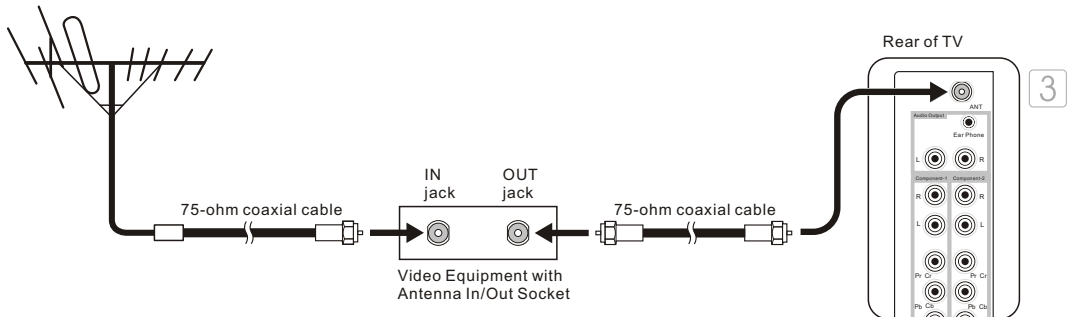 Rear of TV
3
ANT
Audio Output
Ear Phone
L R
Component-1 Component-2
R R
L L
Pr Cr Pr Cr
Pb Cb Pb Cb
IN
jack
OUT
jack
75-ohm coaxial cable
75-ohm coaxial cable
Video Equipment with
Antenna In/Out Socket